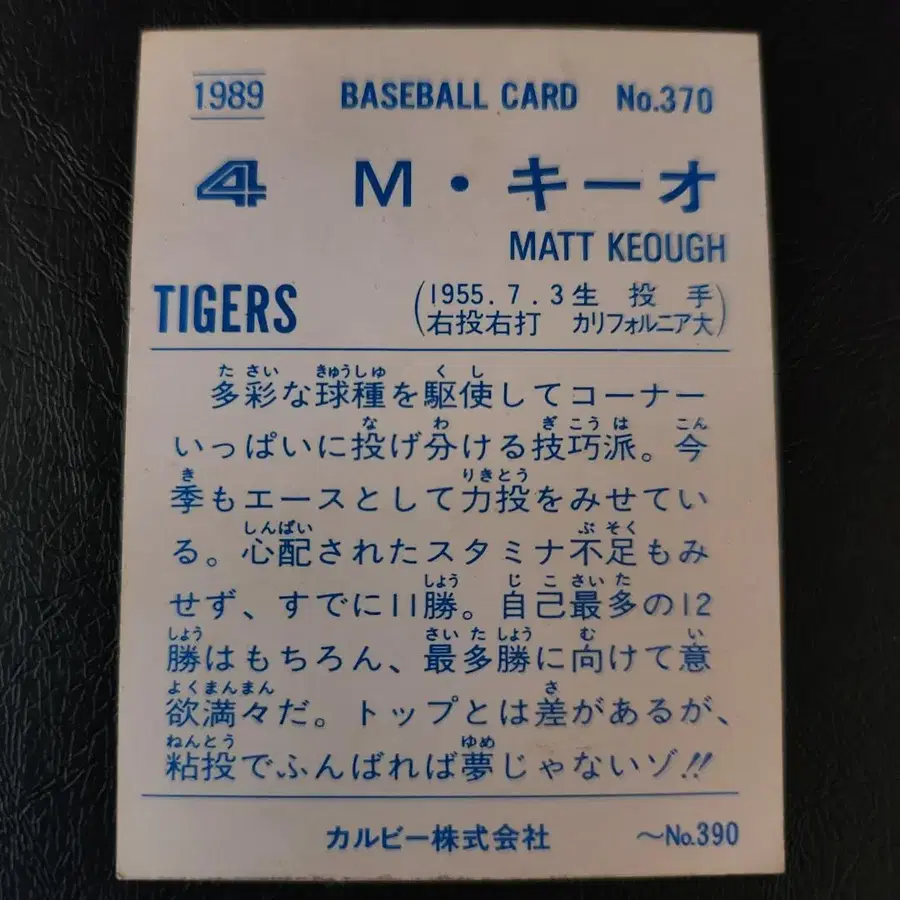 1989 BASEBALL CARD No.370
4 M・キーオ
MATT KEOUGH
TIGERS (1955.7.3生 投手
右投右打 カリフォルニア大)
たさい きゅうしゅ くし
多彩な球種を駆使してコーナー
な わ ぎこうは こん
いっぱいに投げ分ける技巧派。今
き りきとう
季もエースとして力投をみせてい
しんぱい ぶそく
る。心配されたスタミナ不足もみ
しょう じこさいた
せず、すでに11勝。自己最多の12
しょう さいたしょう む い
勝はもちろん、最多勝に向けて意
よくまんまん さ
欲満々だ。トップとは差があるが、
ねんとう ゆめ
粘投でふんばれば夢じゃないゾ!!
カルビー株式会社 〜No.390